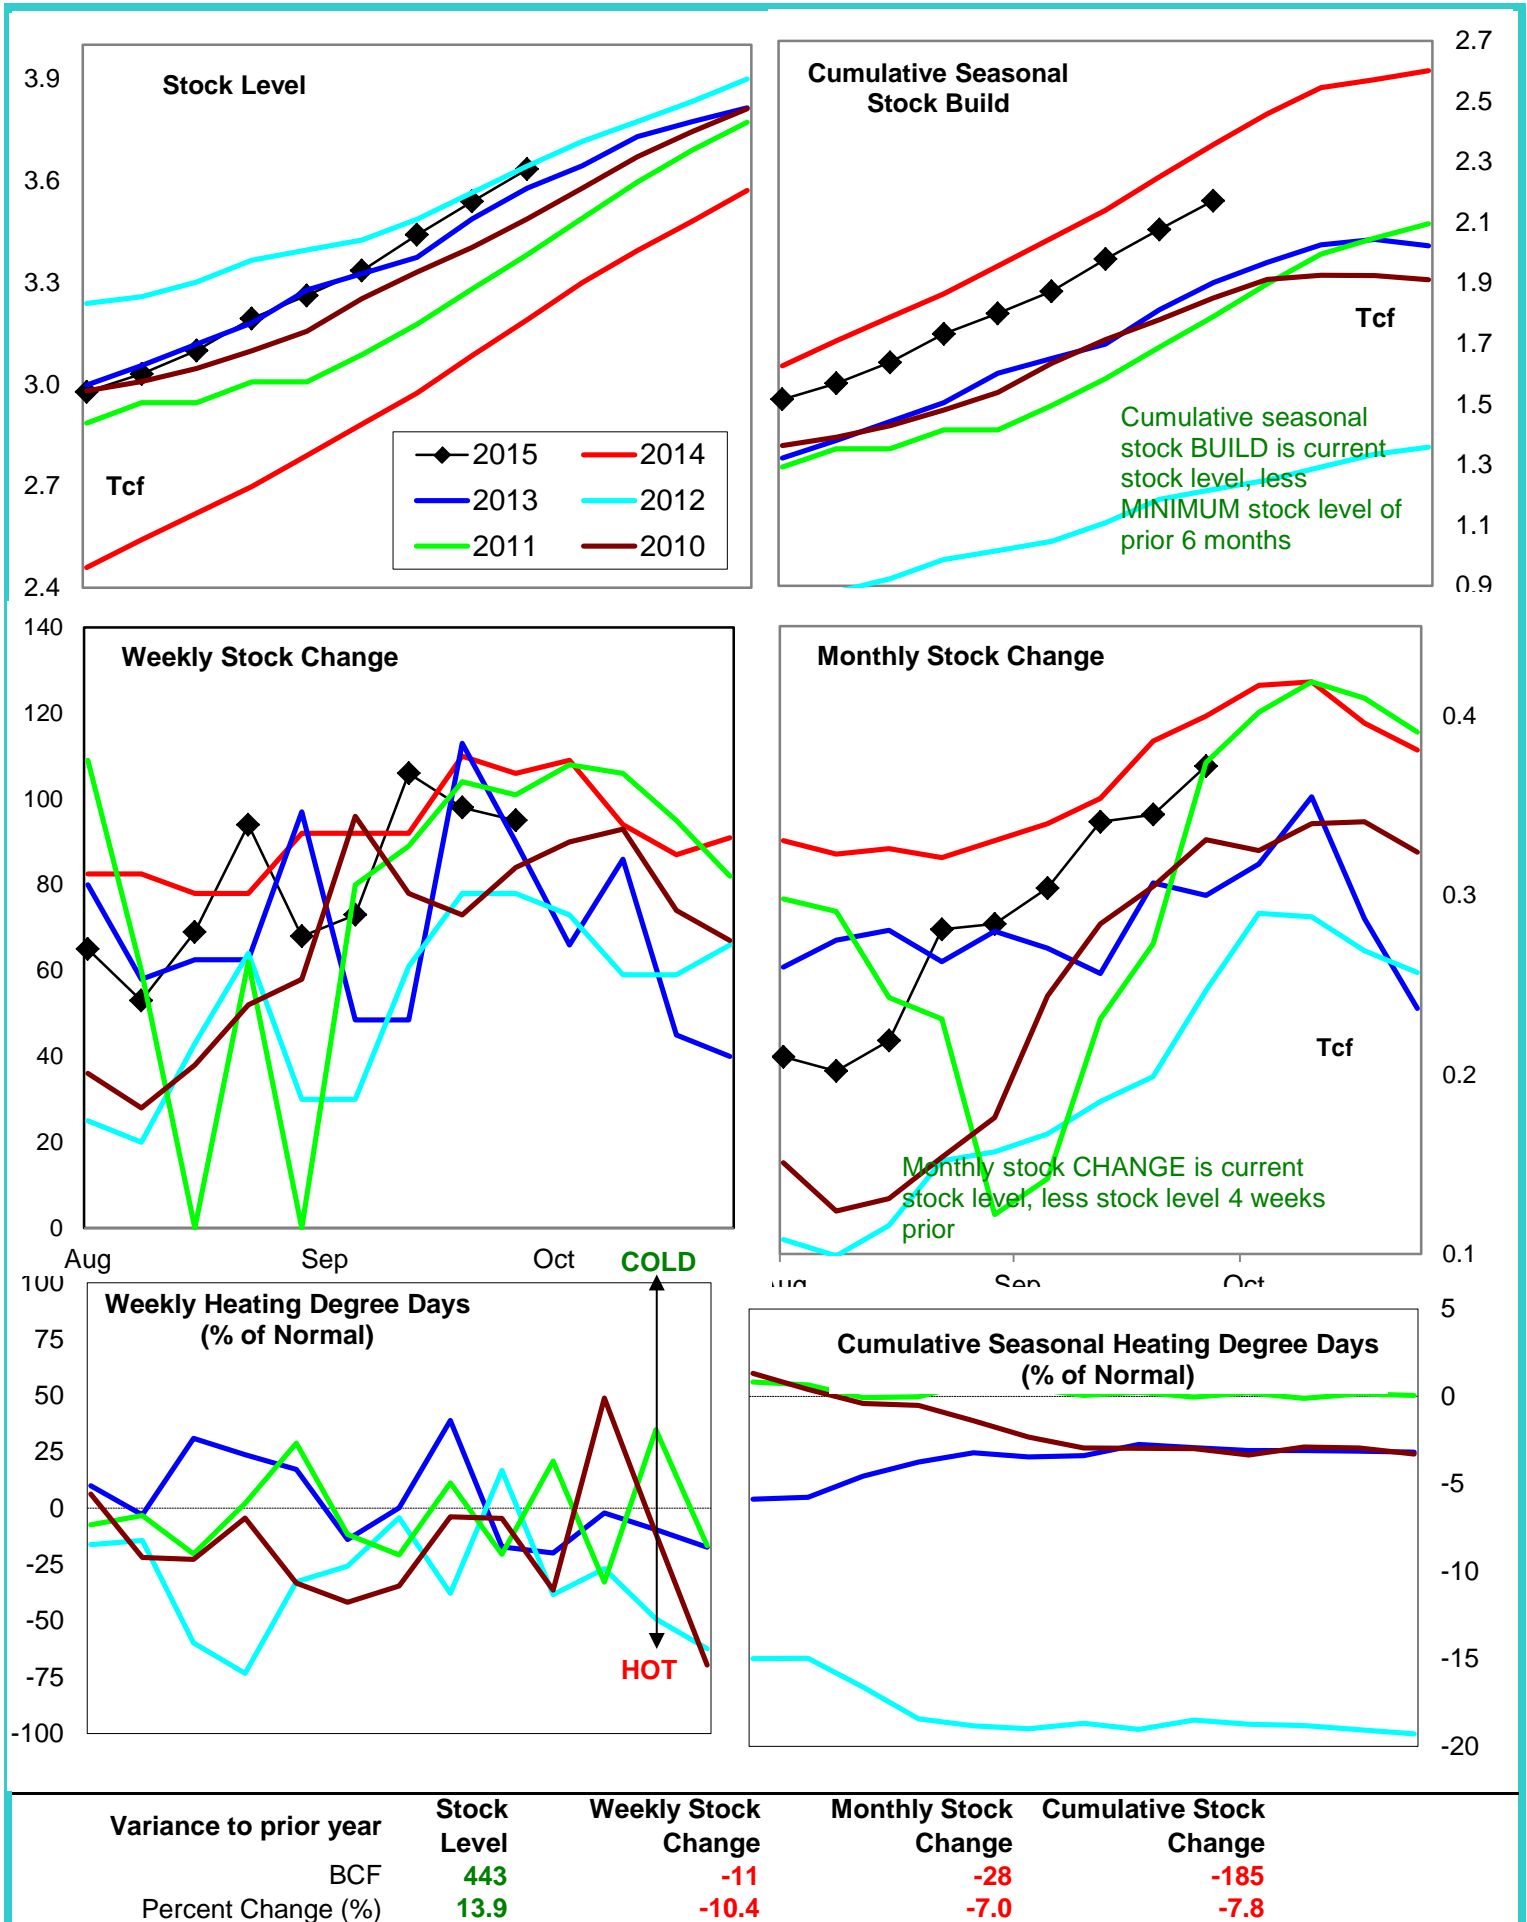 Stock Level
3.9
3.6
3.3
3.0
2.7
2.4
Tcf
2015
2014
2013
2012
2011
2010
Cumulative Seasonal
Stock Build
2.7
2.5
2.3
2.1
1.9
1.7
1.5
1.3
1.1
0.9
Tcf
Cumulative seasonal
stock BUILD is current
stock level, less
MINIMUM stock level of
prior 6 months
Weekly Stock Change
140
120
100
80
60
40
20
0
Aug Sep Oct
Monthly Stock Change
0.4
0.3
0.2
0.1
Tcf
Monthly stock CHANGE is current
stock level, less stock level 4 weeks
prior
Aug Sep Oct
COLD
Weekly Heating Degree Days
(% of Normal)
100
75
50
25
0
-25
-50
-75
-100
HOT
Cumulative Seasonal Heating Degree Days
(% of Normal)
5
0
-5
-10
-15
-20
Variance to prior year
Stock
Level
Weekly Stock
Change
Monthly Stock
Change
Cumulative Stock
Change
BCF 443 -11 -28 -185
Percent Change (%) 13.9 -10.4 -7.0 -7.8